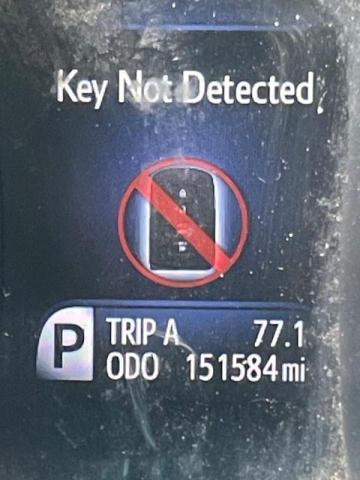 Key Not Detected
P
TRIP A 77.1
ODO 151584 mi